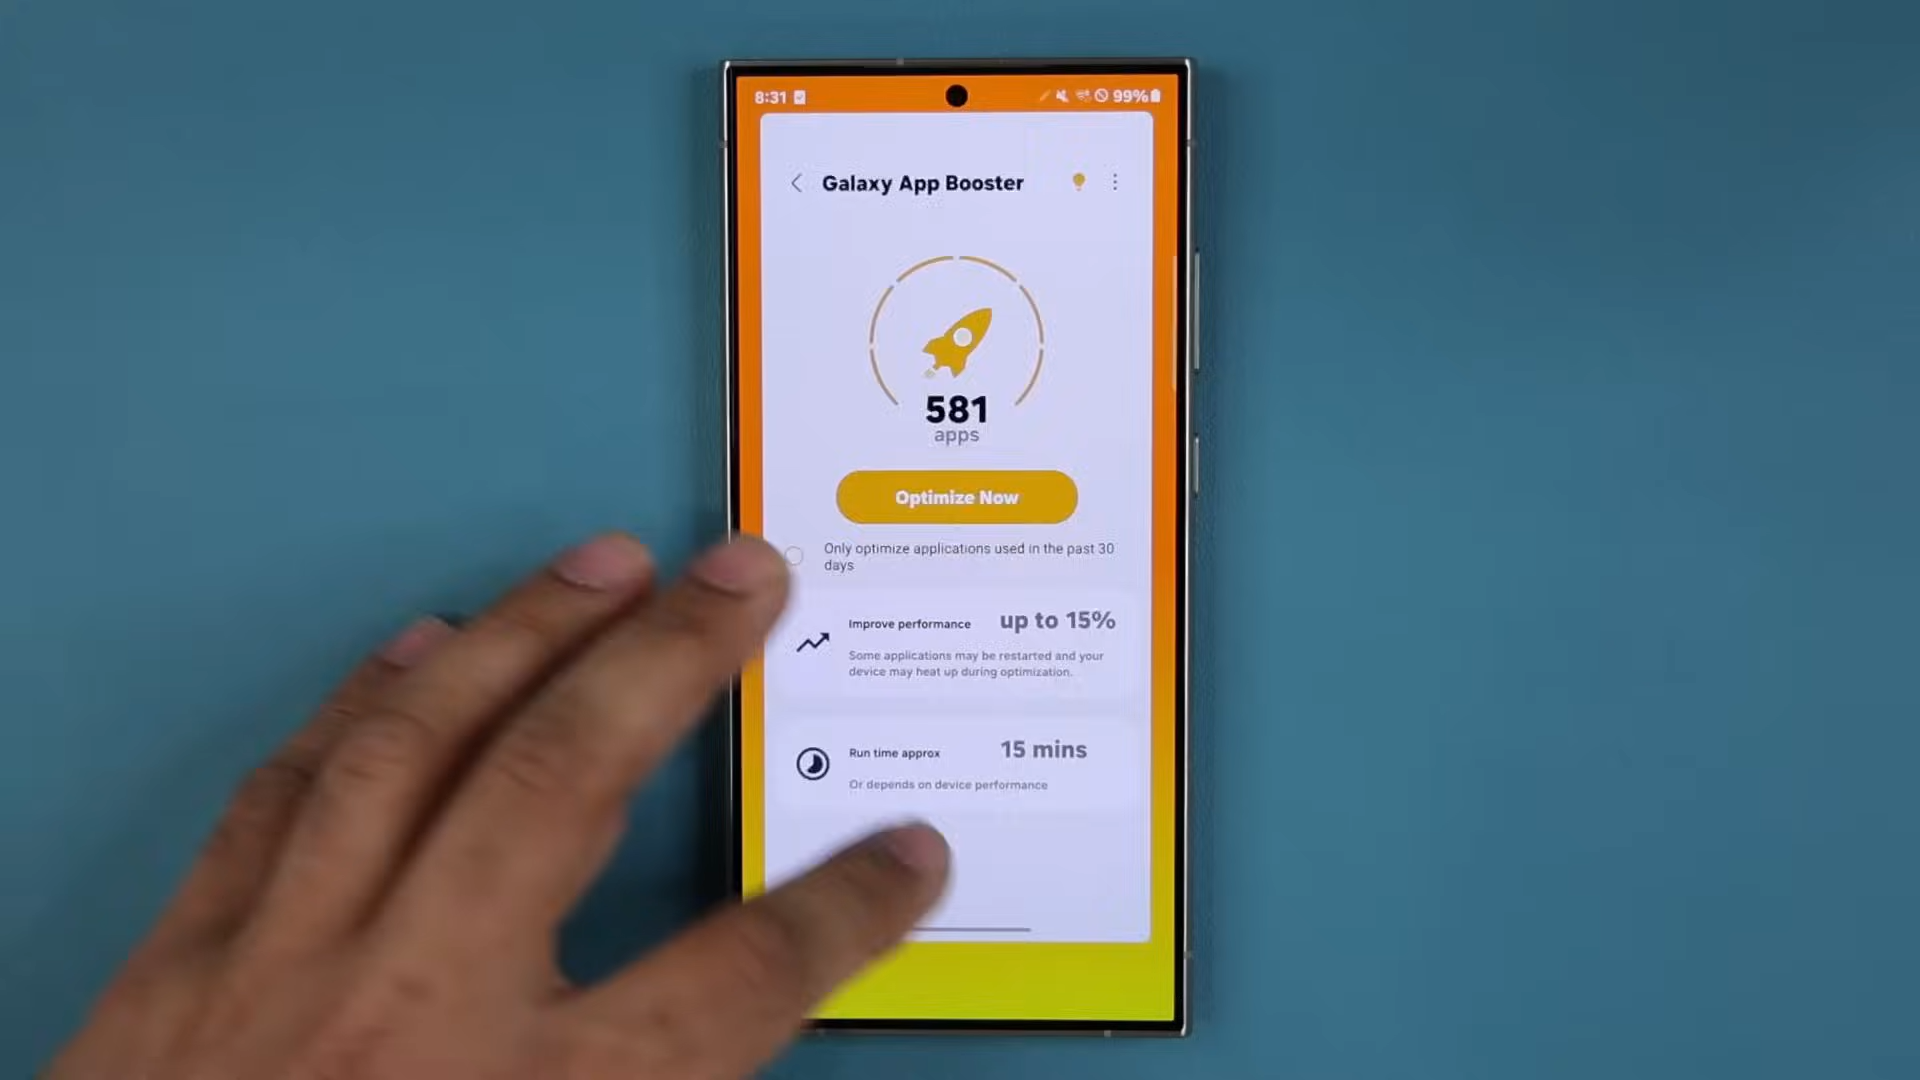 8:31
99%
Galaxy App Booster
581
apps
Optimize Now
Only optimize applications used in the past 30
days
Improve performance up to 15%
Some applications may be restarted and your
device may heat up during optimization.
Run time approx 15 mins
Or depends on device performance